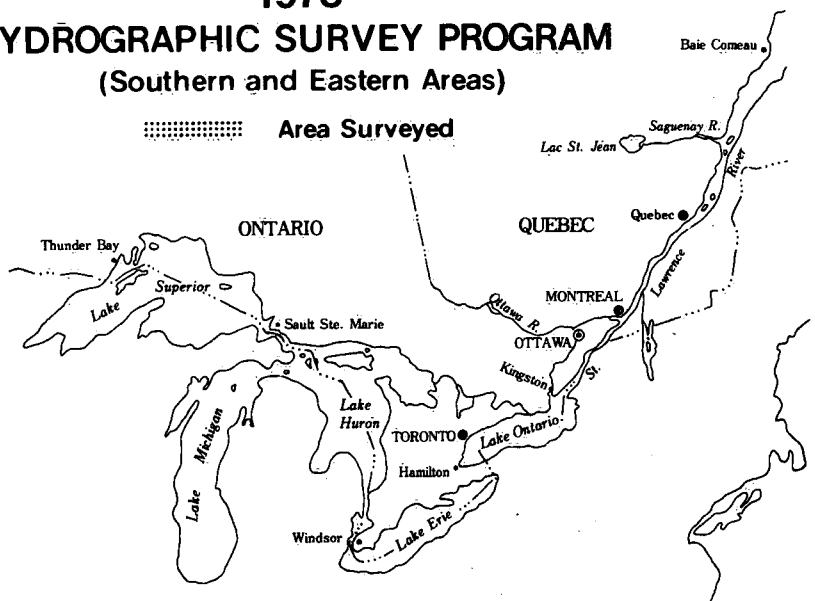 YDROGRAPHIC SURVEY PROGRAM
(Southern and Eastern Areas)
Area Surveyed
Baie Comeau
Saguenay R.
Lac St. Jean
River
Quebec
ONTARIO
QUEBEC
Thunder Bay
Lake Superior
Lawrence
MONTREAL
Ottawa R.
Sault Ste. Marie
OTTAWA
Kingston
St.
Lake Huron
Lake Michigan
TORONTO
Lake Ontario
Hamilton
Windsor
Lake Erie